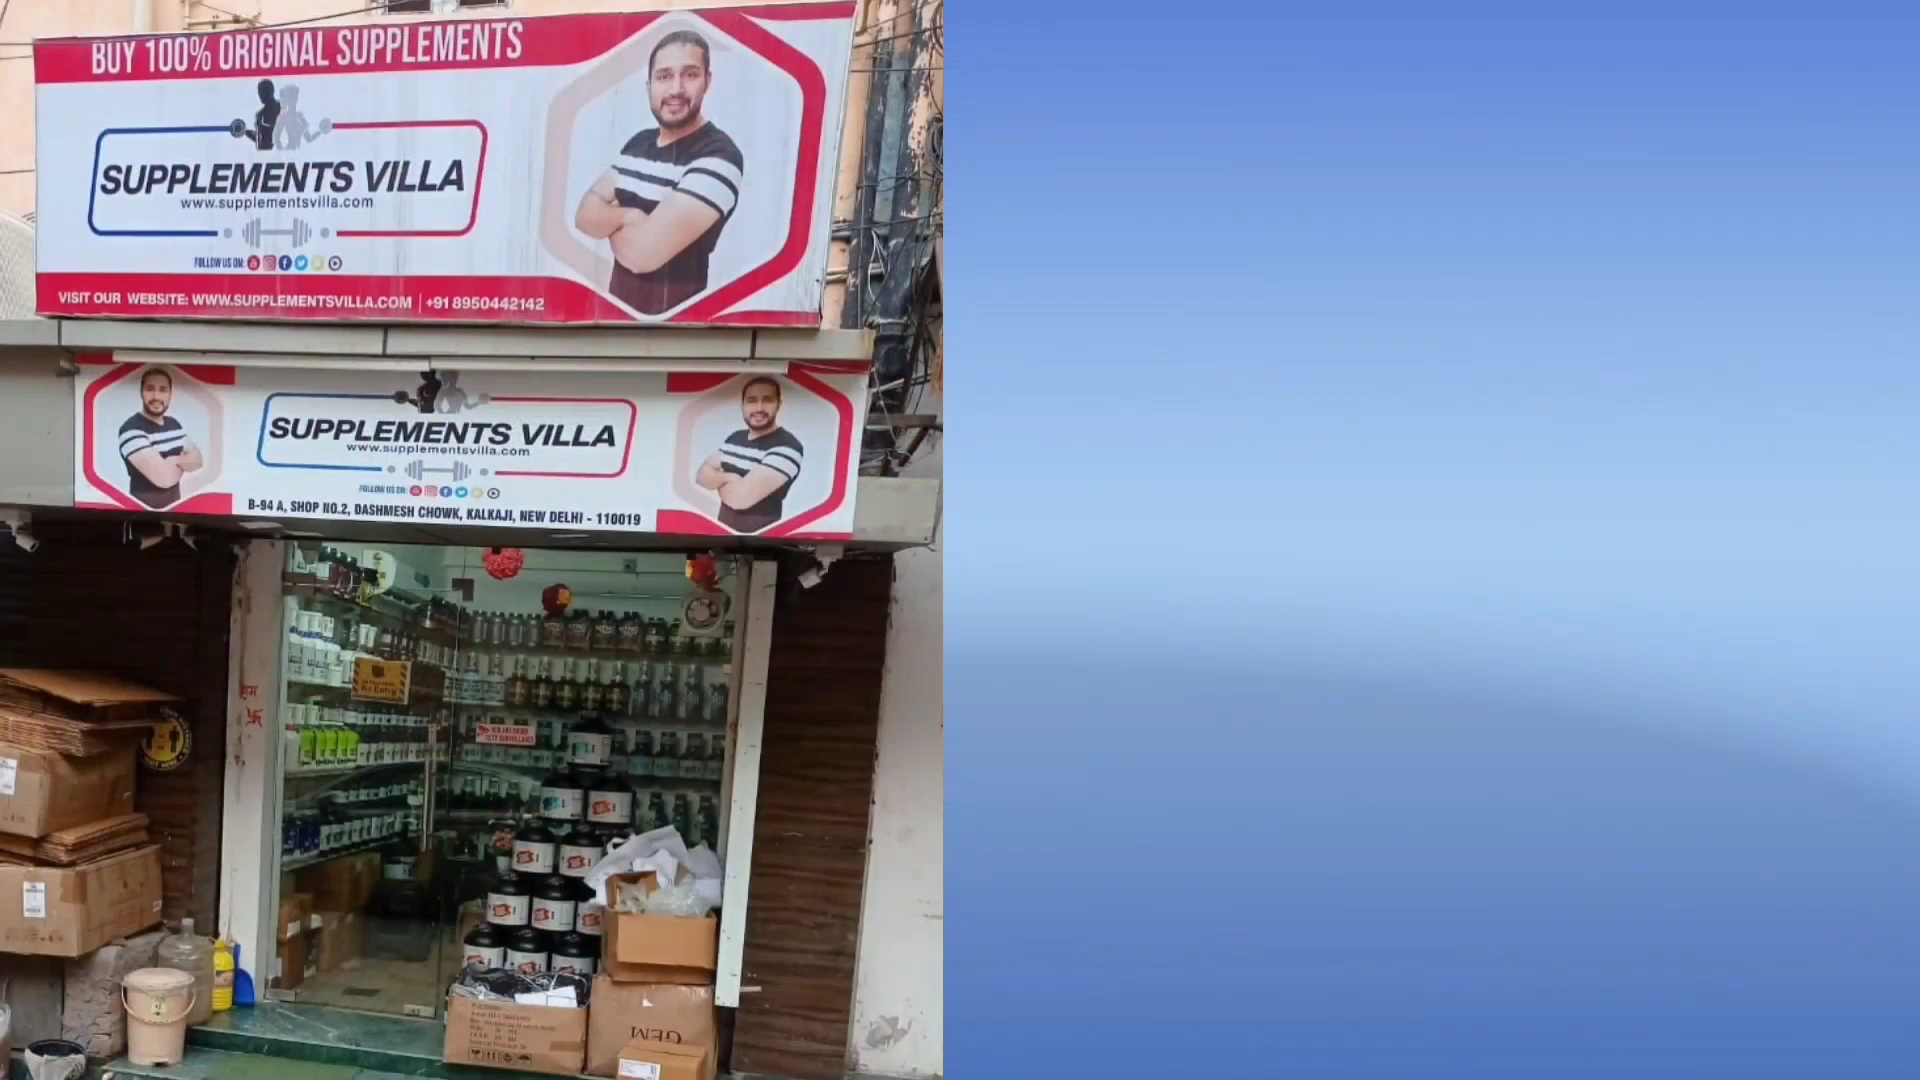 BUY 100% ORIGINAL SUPPLEMENTS
SUPPLEMENTS VILLA
www.supplementsvilla.com
FOLLOW US ON:
VISIT OUR WEBSITE: WWW.SUPPLEMENTSVILLA.COM | +91 8950442142
SUPPLEMENTS VILLA
www.supplementsvilla.com
FOLLOW US ON:
B-94 A, SHOP NO.2, DASHMESH CHOWK, KALKAJI, NEW DELHI - 110019
No Entry
GEM